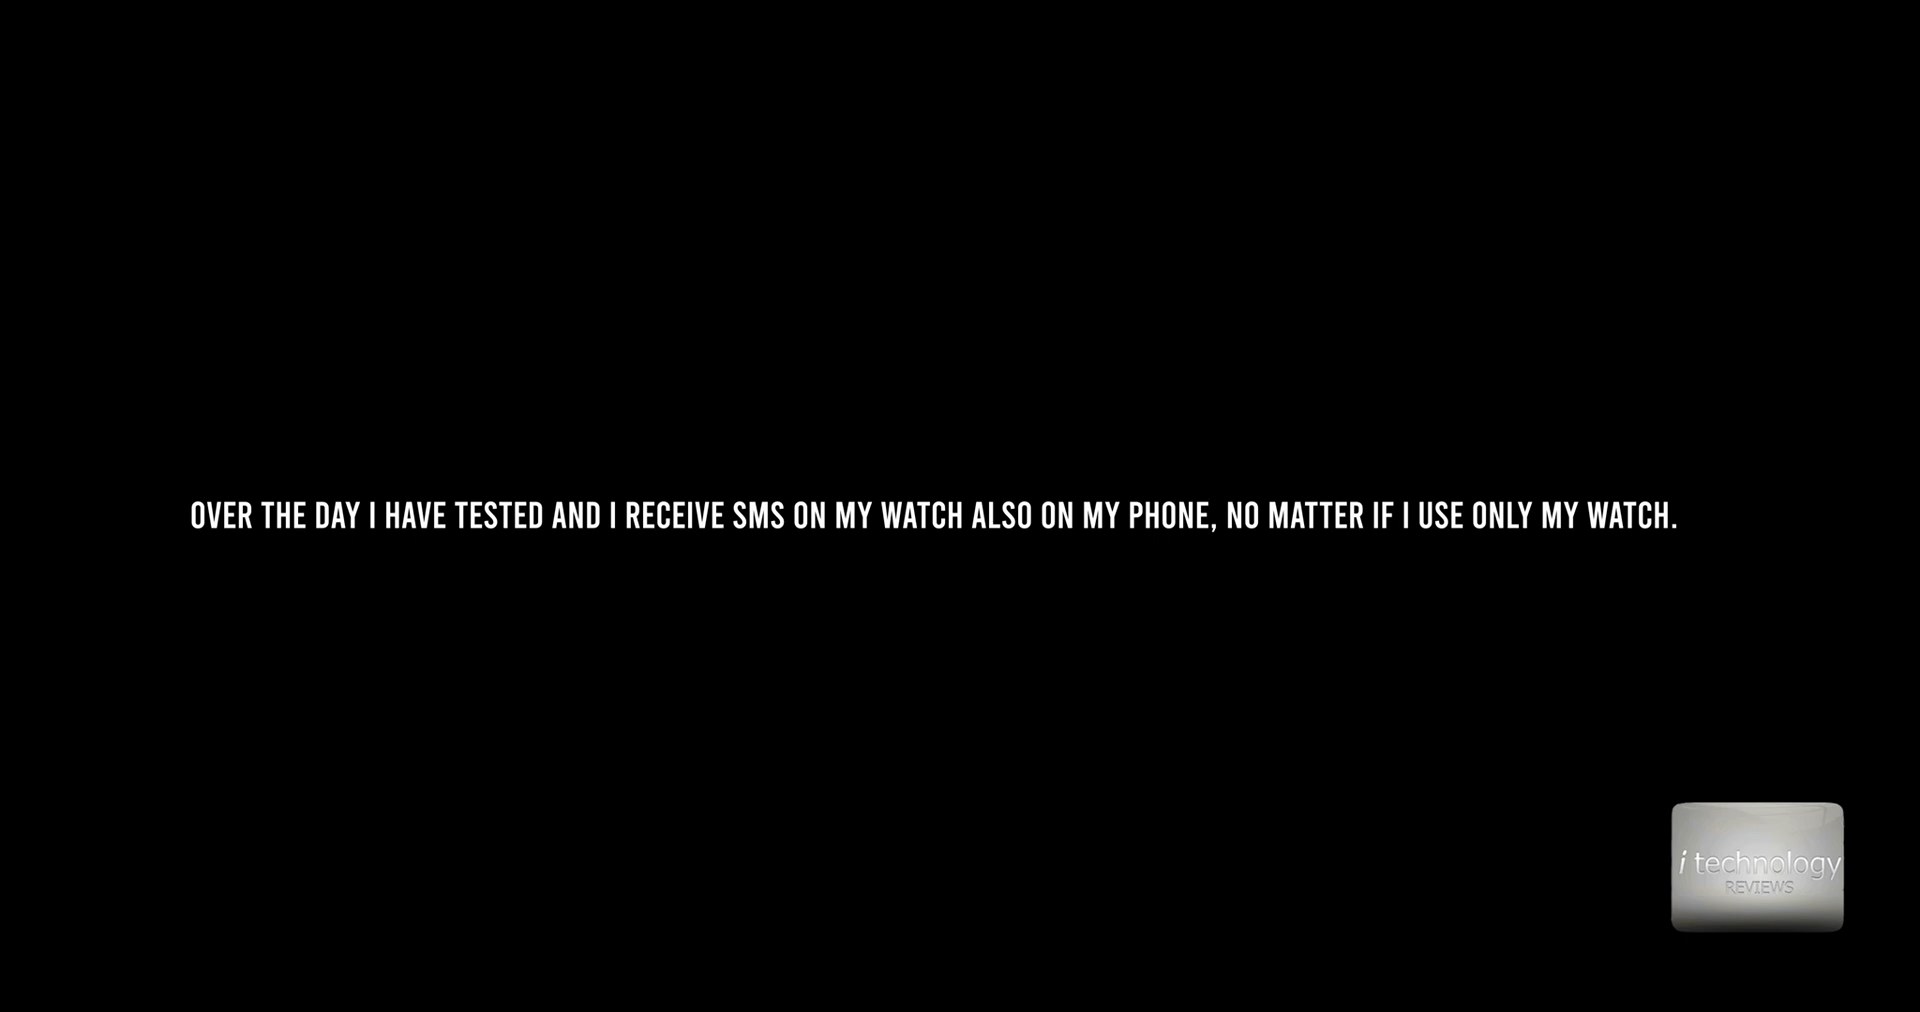 OVER THE DAY I HAVE TESTED AND I RECEIVE SMS ON MY WATCH ALSO ON MY PHONE, NO MATTER IF I USE ONLY MY WATCH.
i technology
REVIEWS